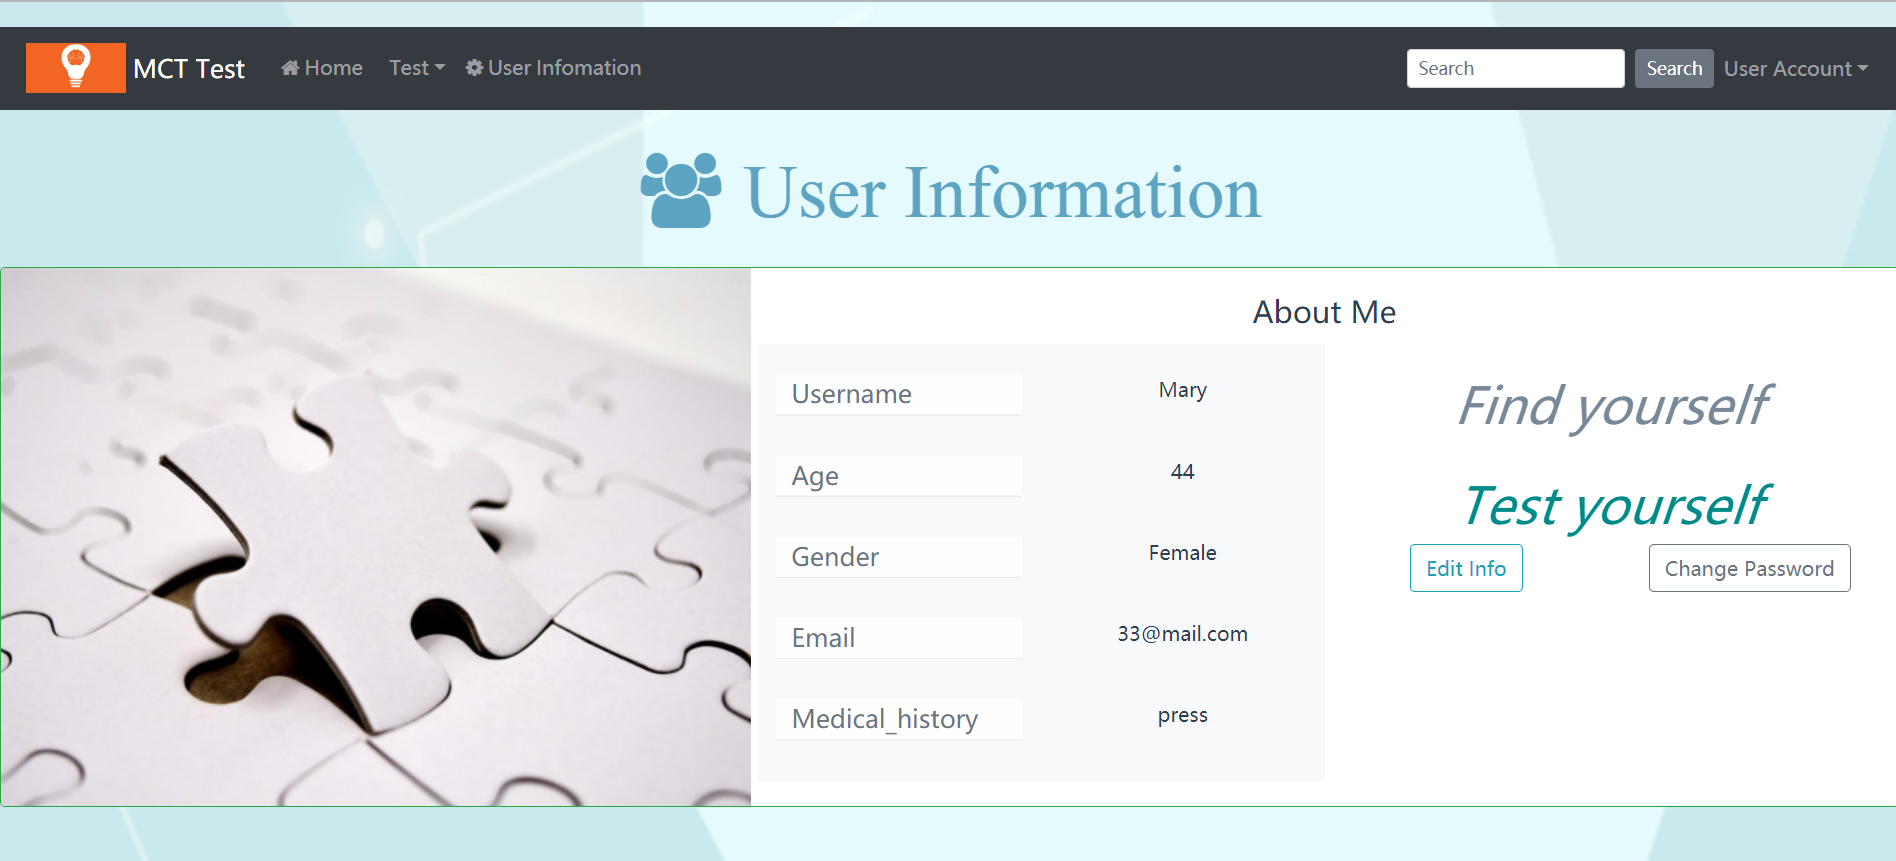 MCT Test Home Test User Infomation Search Search User Account
User Information
About Me
Username Mary
Age 44
Gender Female
Email 33@mail.com
Medical_history press
Find yourself
Test yourself
Edit Info Change Password